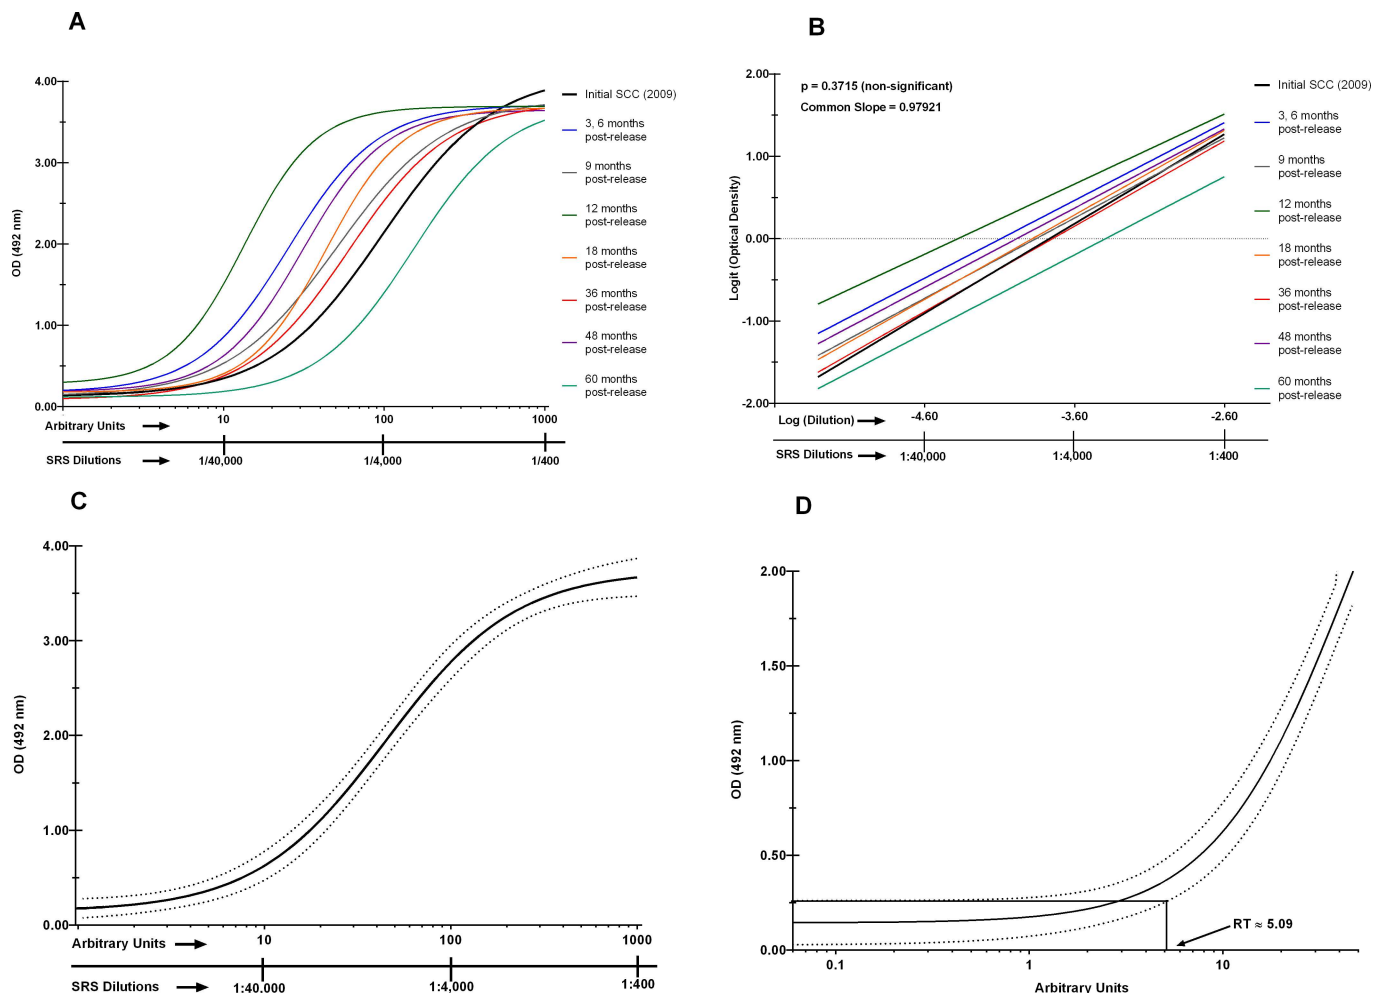 A
4.00
3.00
2.00
1.00
0.00
OD (492 nm)
10
100
1000
Arbitrary Units
SRS Dilutions
1/40,000
1/4,000
1/400
Initial SCC (2009)
3, 6 months
post-release
9 months
post-release
12 months
post-release
18 months
post-release
36 months
post-release
48 months
post-release
60 months
post-release
B
2.00
1.00
0.00
-1.00
-2.00
Logit (Optical Density)
p = 0.3715 (non-significant)
Common Slope = 0.97921
Log (Dilution)
-4.60
-3.60
-2.60
SRS Dilutions
1:40,000
1:4,000
1:400
Initial SCC (2009)
3, 6 months
post-release
9 months
post-release
12 months
post-release
18 months
post-release
36 months
post-release
48 months
post-release
60 months
post-release
C
4.00
3.00
2.00
1.00
0.00
OD (492 nm)
10
100
1000
Arbitrary Units
SRS Dilutions
1:40.000
1:4,000
1:400
D
2.00
1.50
1.00
0.50
0.00
OD (492 nm)
RT ≈ 5.09
0.1
1
10
Arbitrary Units